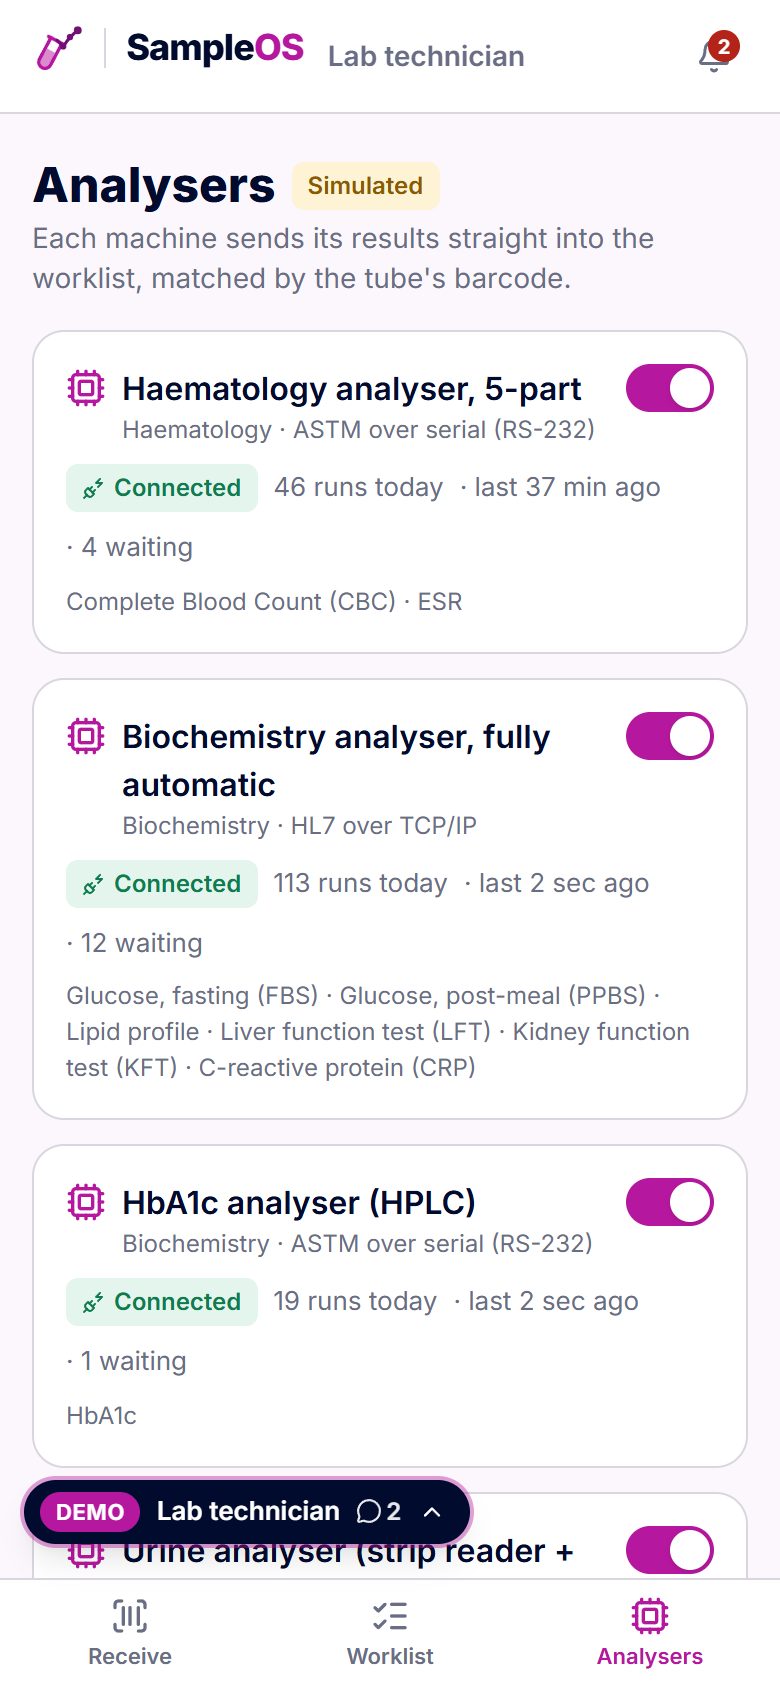 SampleOS Lab technician 2
Analysers Simulated
Each machine sends its results straight into the
worklist, matched by the tube's barcode.
Haematology analyser, 5-part
Haematology · ASTM over serial (RS-232)
Connected 46 runs today · last 37 min ago
· 4 waiting
Complete Blood Count (CBC) · ESR
Biochemistry analyser, fully
automatic
Biochemistry · HL7 over TCP/IP
Connected 113 runs today · last 2 sec ago
· 12 waiting
Glucose, fasting (FBS) · Glucose, post-meal (PPBS) ·
Lipid profile · Liver function test (LFT) · Kidney function
test (KFT) · C-reactive protein (CRP)
HbA1c analyser (HPLC)
Biochemistry · ASTM over serial (RS-232)
Connected 19 runs today · last 2 sec ago
· 1 waiting
HbA1c
DEMO Lab technician 2
Urine analyser (strip reader +
Receive Worklist Analysers